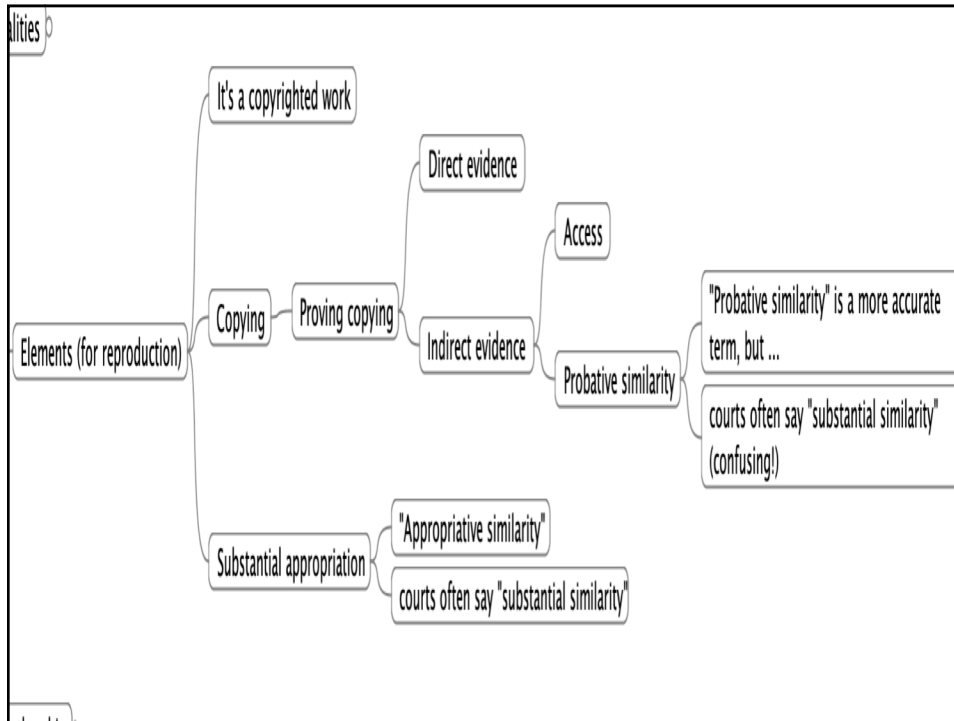 alities
It's a copyrighted work
Direct evidence
Access
"Probative similarity" is a more accurate
term, but ...
Copying
Proving copying
Elements (for reproduction)
Indirect evidence
Probative similarity
courts often say "substantial similarity"
(confusing!)
"Appropriative similarity"
Substantial appropriation
courts often say "substantial similarity"